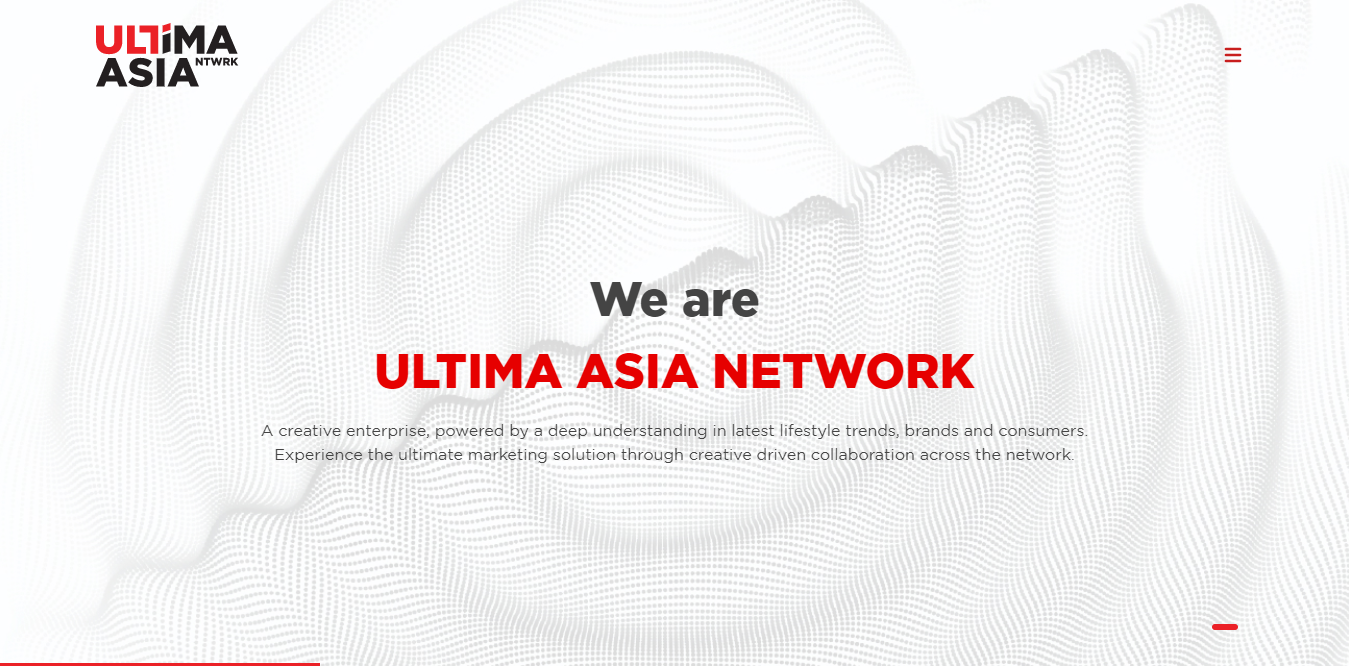 ULTiMA
ASIA NTWRK
We are
ULTIMA ASIA NETWORK
A creative enterprise, powered by a deep understanding in latest lifestyle trends, brands and consumers.
Experience the ultimate marketing solution through creative driven collaboration across the network.